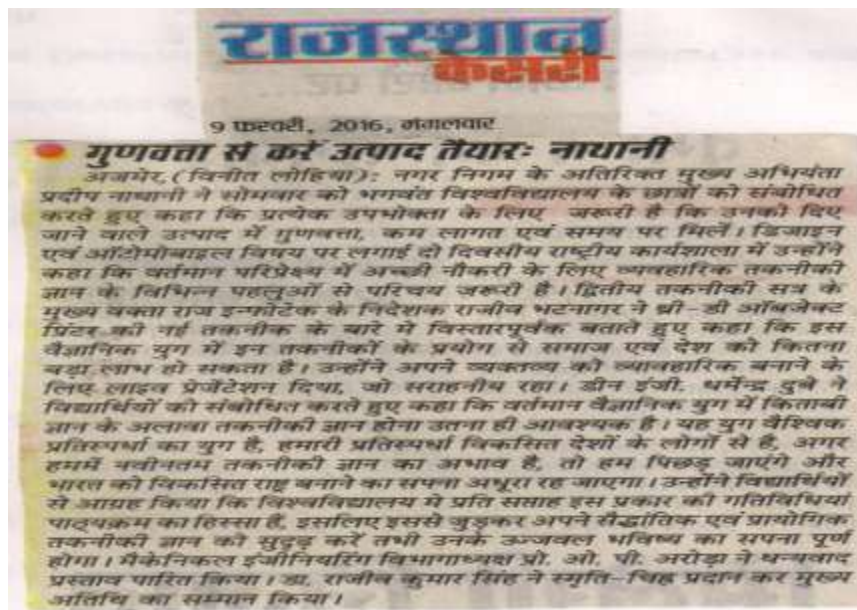 राजस्थान
केसरी
9 फरवरी, 2016, मंगलवार
गुणवत्ता से करें उत्पाद तैयारः नाथानी
अजमेर,(विनीत लोहिया): नगर निगम के अतिरिक्त मुख्य अभियंता
प्रदीप नाथानी ने सोमवार को भगवंत विश्वविद्यालय के छात्रों को संबोधित
करते हुए कहा कि प्रत्येक उपभोक्ता के लिए जरूरी है कि उनको दिए
जाने वाले उत्पाद में गुणवत्ता, कम लागत एवं समय पर मिलें। डिजाइन
एवं ऑटोमोबाइल विषय पर लगाई दो दिवसीय राष्ट्रीय कार्यशाला में उन्होंने
कहा कि वर्तमान परिप्रेक्ष्य में अच्छी नौकरी के लिए व्यवहारिक तकनीकी
ज्ञान के विभिन्न पहलुओं से परिचय जरूरी है। द्वितीय तकनीकी सत्र के
मुख्य वक्ता राज इन्फोटेक के निदेशक राजीव भटनागर ने थ्री-डी ऑबजेक्ट
प्रिंटर की नई तकनीक के बारे मे विस्तारपूर्वक बताते हुए कहा कि इस
वैज्ञानिक युग में इन तकनीकों के प्रयोग से समाज एवं देश को कितना
बड़ा लाभ हो सकता है। उन्होंने अपने व्यक्तव्य को व्यावहारिक बनाने के
लिए लाइव प्रेजेंटेशन दिया, जो सराहनीय रहा। डीन इंजी. धर्मेन्द्र दुबे ने
विद्यार्थियों को संबोधित करते हुए कहा कि वर्तमान वैज्ञानिक युग में किताबी
ज्ञान के अलावा तकनीकी ज्ञान होना उतना ही आवश्यक है। यह युग वैश्विक
प्रतिस्पर्धा का युग है, हमारी प्रतिस्पर्धा विकसित देशों के लोगों से है, अगर
हममें नवीनतम तकनीकी ज्ञान का अभाव है, तो हम पिछड़ जाएंगे और
भारत को विकसित राष्ट्र बनाने का सपना अधूरा रह जाएगा। उन्होंने विद्यार्थियों
से आग्रह किया कि विश्वविद्यालय मे प्रति सप्ताह इस प्रकार की गतिविधियां
पाठ्यक्रम का हिस्सा हैं, इसलिए इससे जुड़कर अपने सैद्धांतिक एवं प्रायोगिक
तकनीकी ज्ञान को सुदृढ़ करें तभी उनके उज्जवल भविष्य का सपना पूर्ण
होगा। मैकेनिकल इंजीनियरिंग विभागाध्यक्ष प्रो. ओ. पी. अरोड़ा ने धन्यवाद
प्रस्ताव पारित किया। डा. राजीव कुमार सिंह ने स्मृति-चिह्न प्रदान कर मुख्य
अतिथि का सम्मान किया।